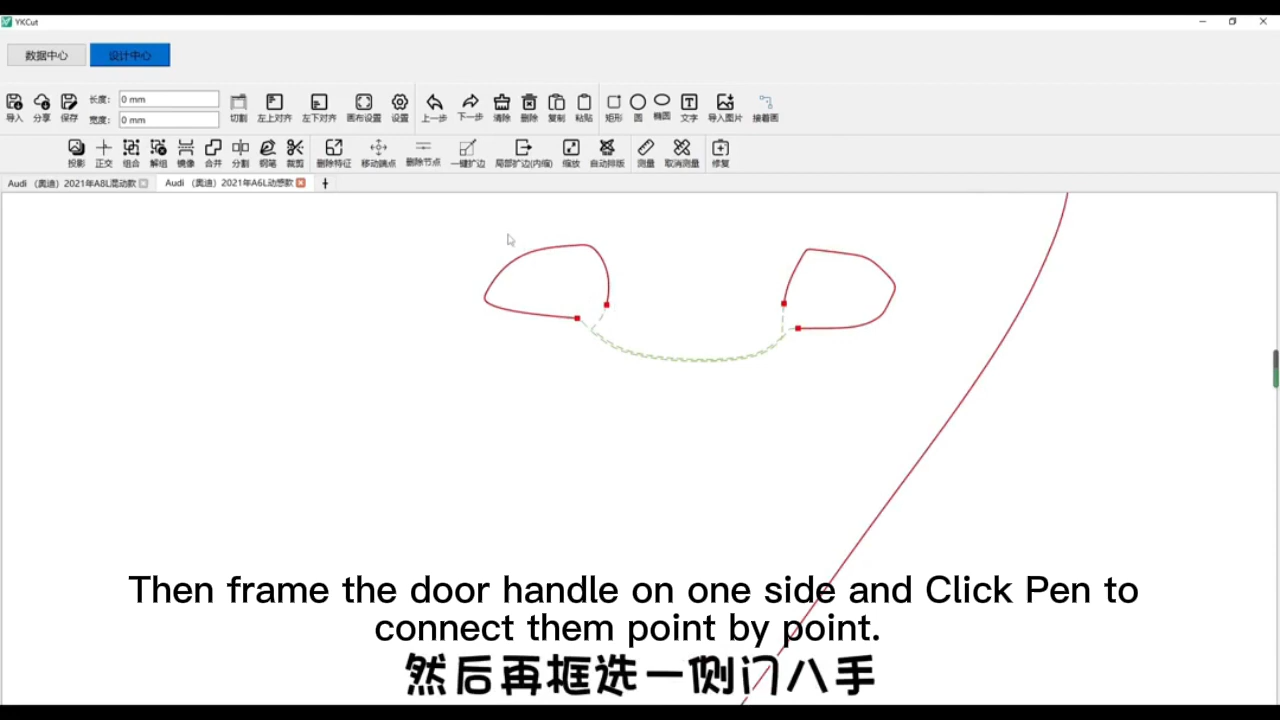 YKCut
数据中心 设计中心
导入 分享 保存 长度: 0 mm 宽度: 0 mm 切割 左上对齐 左下对齐 画布设置 设置 上一步 下一步 清除 删除 复制 粘贴 矩形 圆 椭圆 文字 导入图片 接着画
投影 正交 组合 解组 镜像 合并 分割 钢笔 裁剪 删除特征 移动端点 删除节点 一键扩边 局部扩边(内缩) 缩放 自动排版 测量 取消测量 修复
Audi （奥迪）2021年A8L混动款 Audi （奥迪）2021年A6L动感款
Then frame the door handle on one side and Click Pen to
connect them point by point.
然后再框选一侧门八手